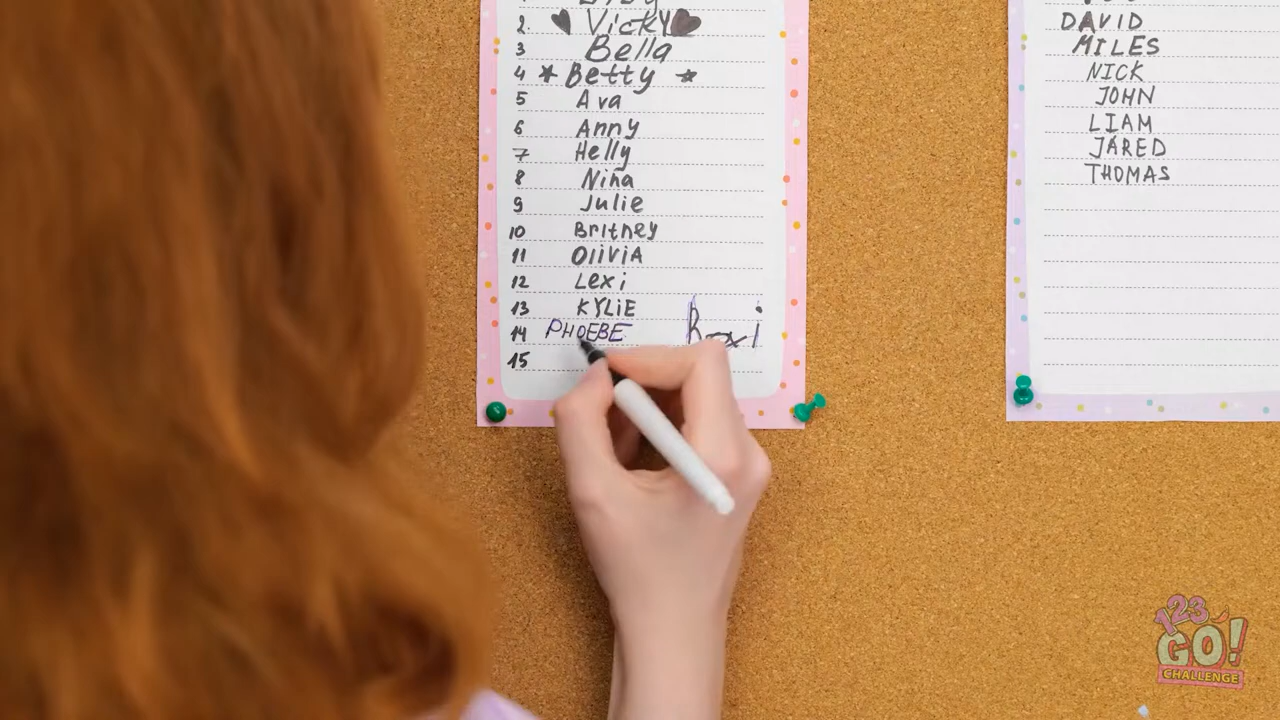 2. Vicky
3 Bella
4 * Betty *
5 Ava
6 Anny
7 Helly
8 Nina
9 Julie
10 Britney
11 OLIVIA
12 Lexi
13 KYLIE
14 PHOEBE Roxi
15
DAVID
MILES
NICK
JOHN
LIAM
JARED
THOMAS
123
GO!
CHALLENGE